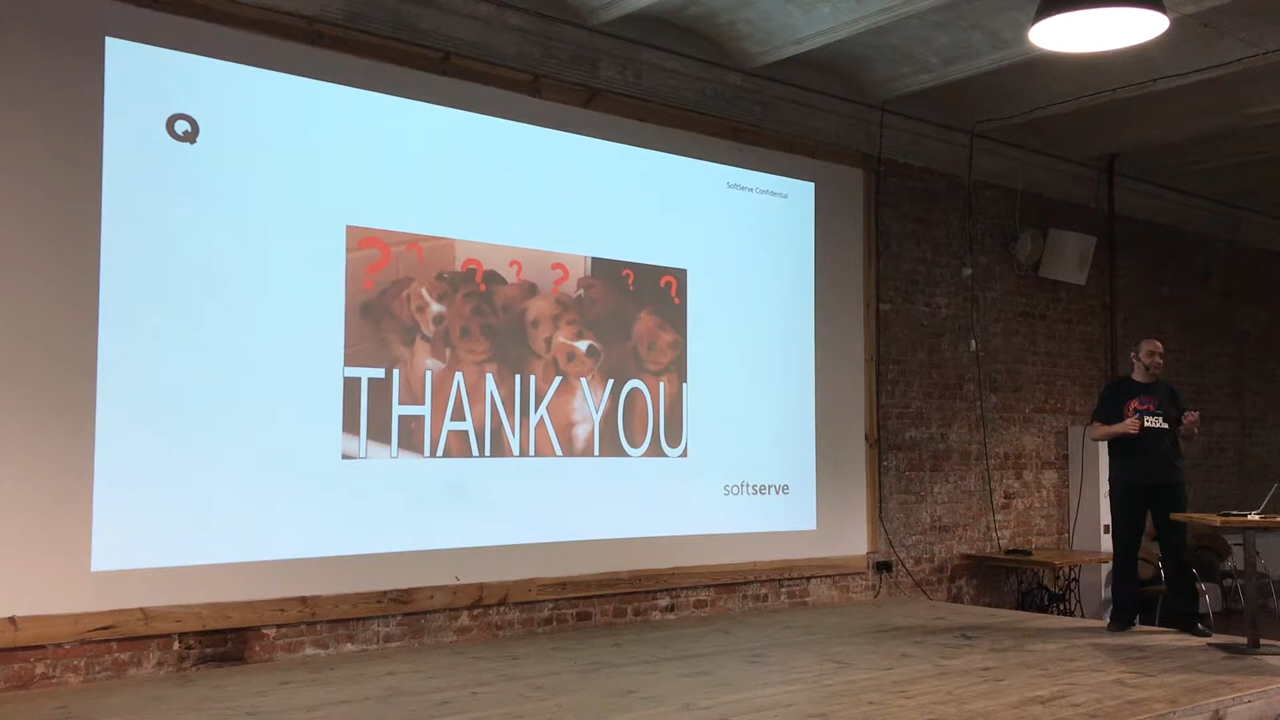 Q
SoftServe Confidential
? ? ? ? ? ? ?
THANK YOU
softserve
PACE
MAKER